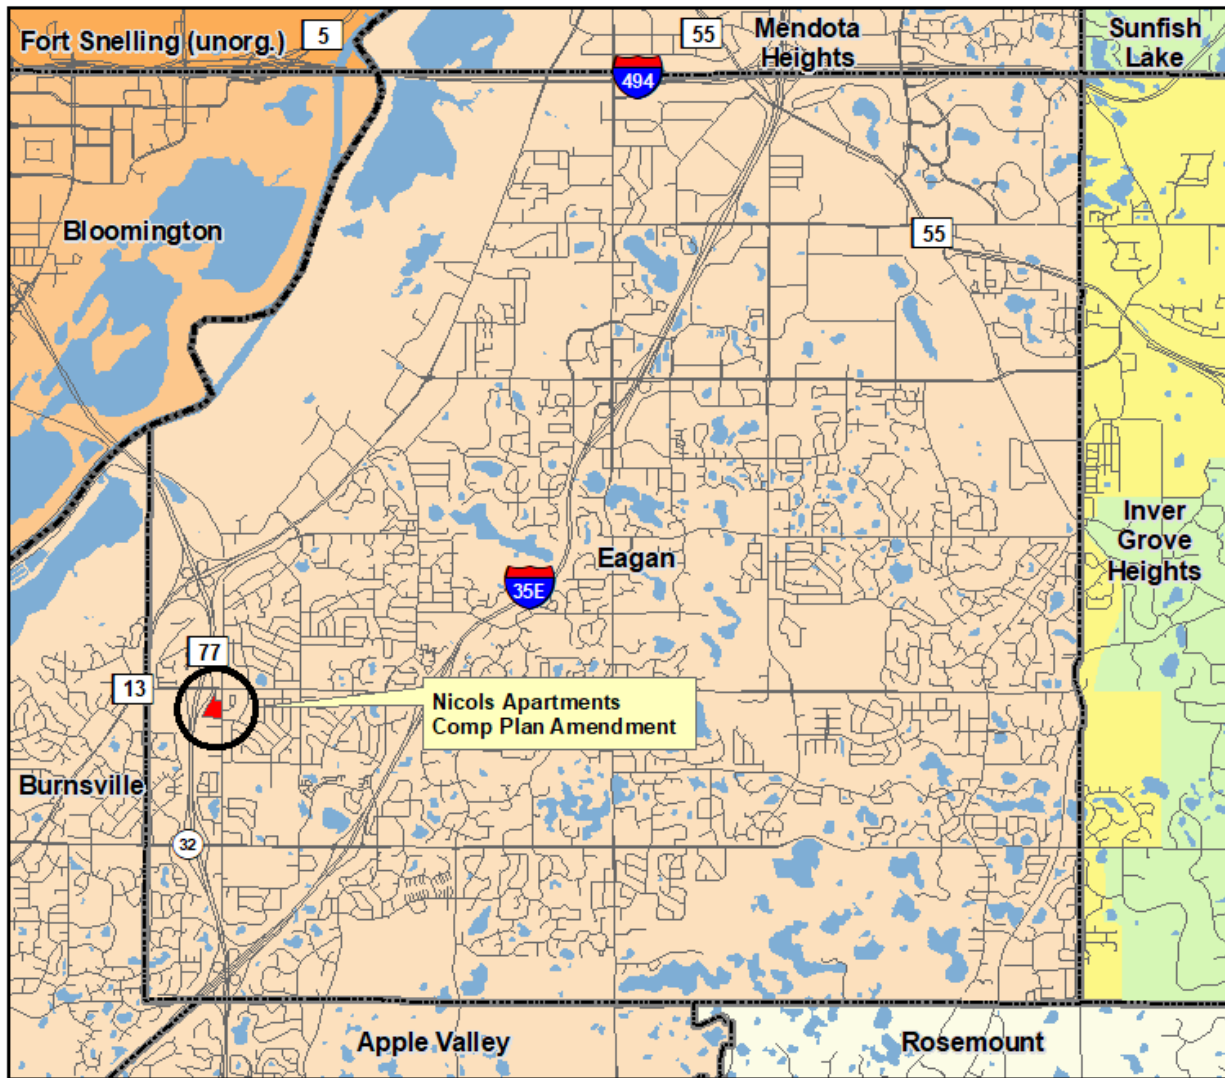 Fort Snelling (unorg.)
5
55
Mendota
Heights
Sunfish
Lake
494
Bloomington
55
Inver
Grove
Heights
Eagan
35E
77
13
Nicols Apartments
Comp Plan Amendment
Burnsville
32
Apple Valley
Rosemount